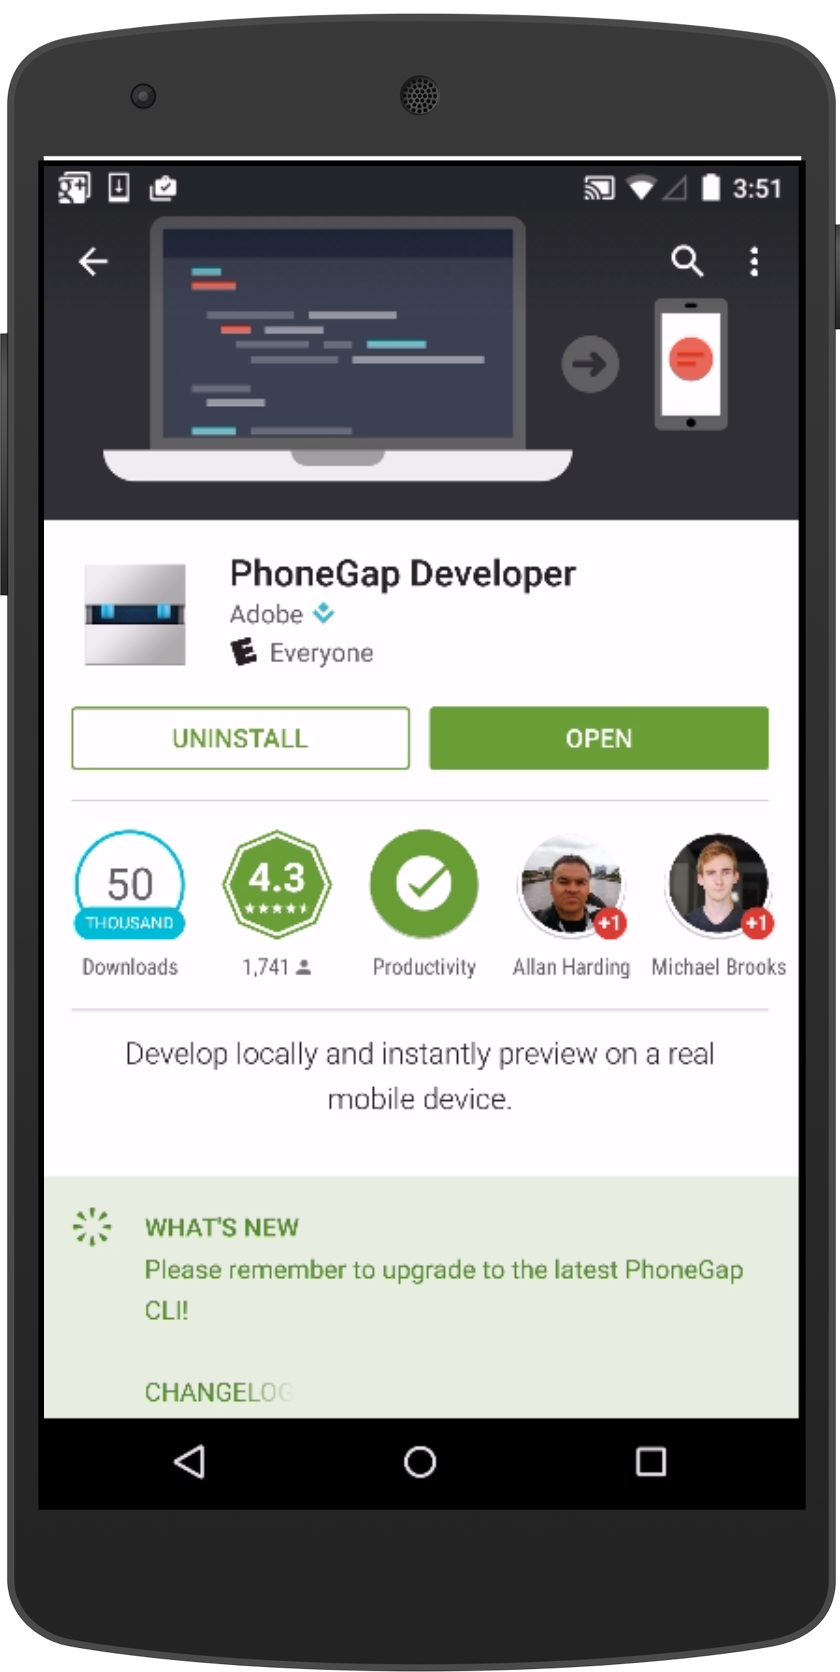 3:51
PhoneGap Developer
Adobe
E Everyone
UNINSTALL
OPEN
50
THOUSAND
Downloads
4.3
1,741
Productivity
+1
Allan Harding
+1
Michael Brooks
Develop locally and instantly preview on a real
mobile device.
WHAT'S NEW
Please remember to upgrade to the latest PhoneGap
CLI!
CHANGELOG